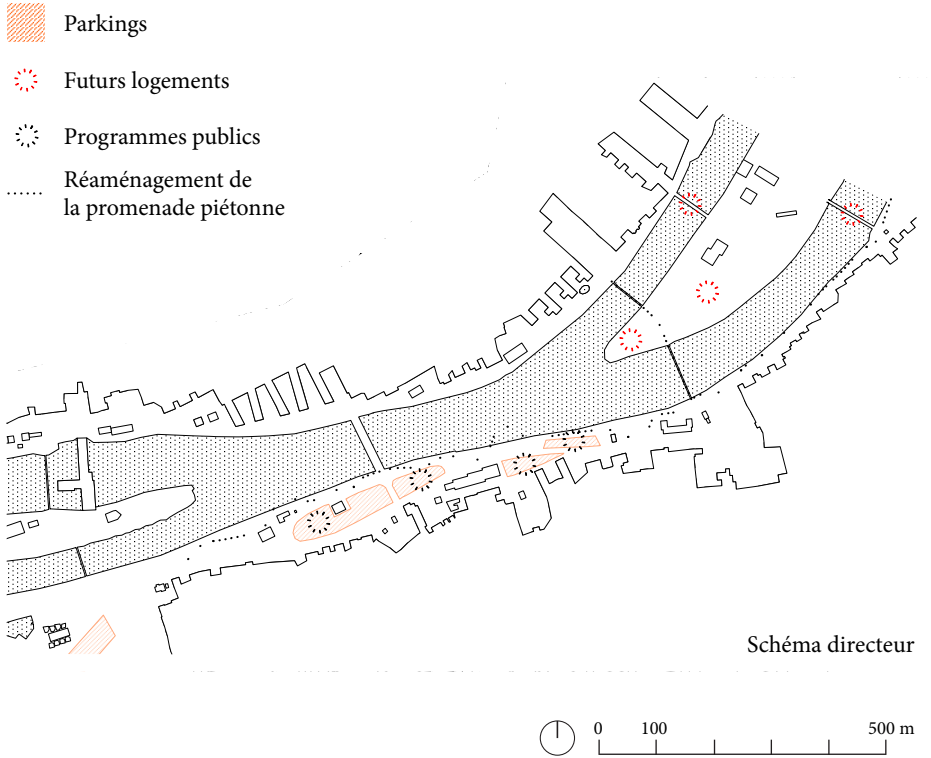 Parkings
Futurs logements
Programmes publics
Réaménagement de
la promenade piétonne
Schéma directeur
0 100 500 m